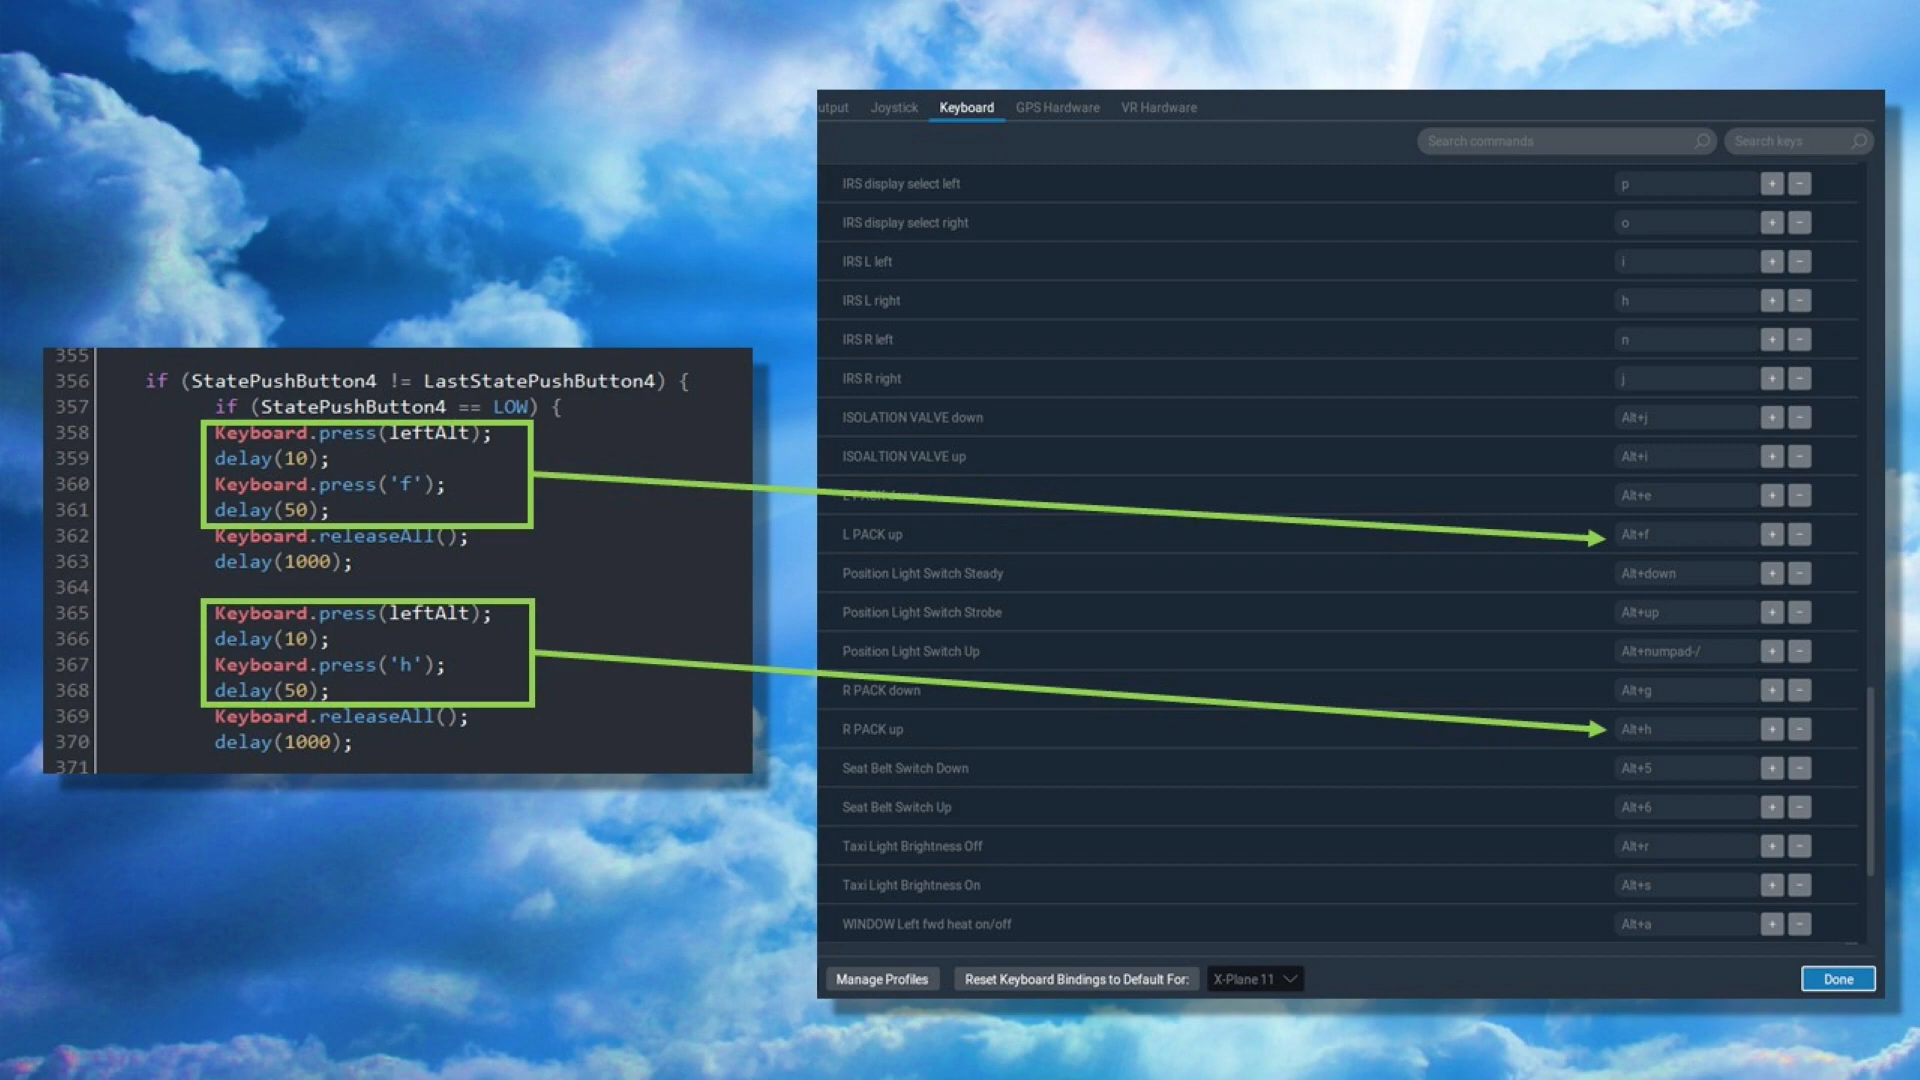 355
356 if (StatePushButton4 != LastStatePushButton4) {
357 if (StatePushButton4 == LOW) {
358 Keyboard.press(leftAlt);
359 delay(10);
360 Keyboard.press('f');
361 delay(50);
362 Keyboard.releaseAll();
363 delay(1000);
364
365 Keyboard.press(leftAlt);
366 delay(10);
367 Keyboard.press('h');
368 delay(50);
369 Keyboard.releaseAll();
370 delay(1000);
371
utput Joystick Keyboard GPS Hardware VR Hardware
Search commands Search keys
IRS display select left p + -
IRS display select right o + -
IRS L left i + -
IRS L right h + -
IRS R left n + -
IRS R right j + -
ISOLATION VALVE down Alt+j + -
ISOALTION VALVE up Alt+i + -
L PACK down Alt+e + -
L PACK up Alt+f + -
Position Light Switch Steady Alt+down + -
Position Light Switch Strobe Alt+up + -
Position Light Switch Up Alt+numpad-/ + -
R PACK down Alt+g + -
R PACK up Alt+h + -
Seat Belt Switch Down Alt+5 + -
Seat Belt Switch Up Alt+6 + -
Taxi Light Brightness Off Alt+r + -
Taxi Light Brightness On Alt+s + -
WINDOW Left fwd heat on/off Alt+a + -
Manage Profiles Reset Keyboard Bindings to Default For: X-Plane 11 Done